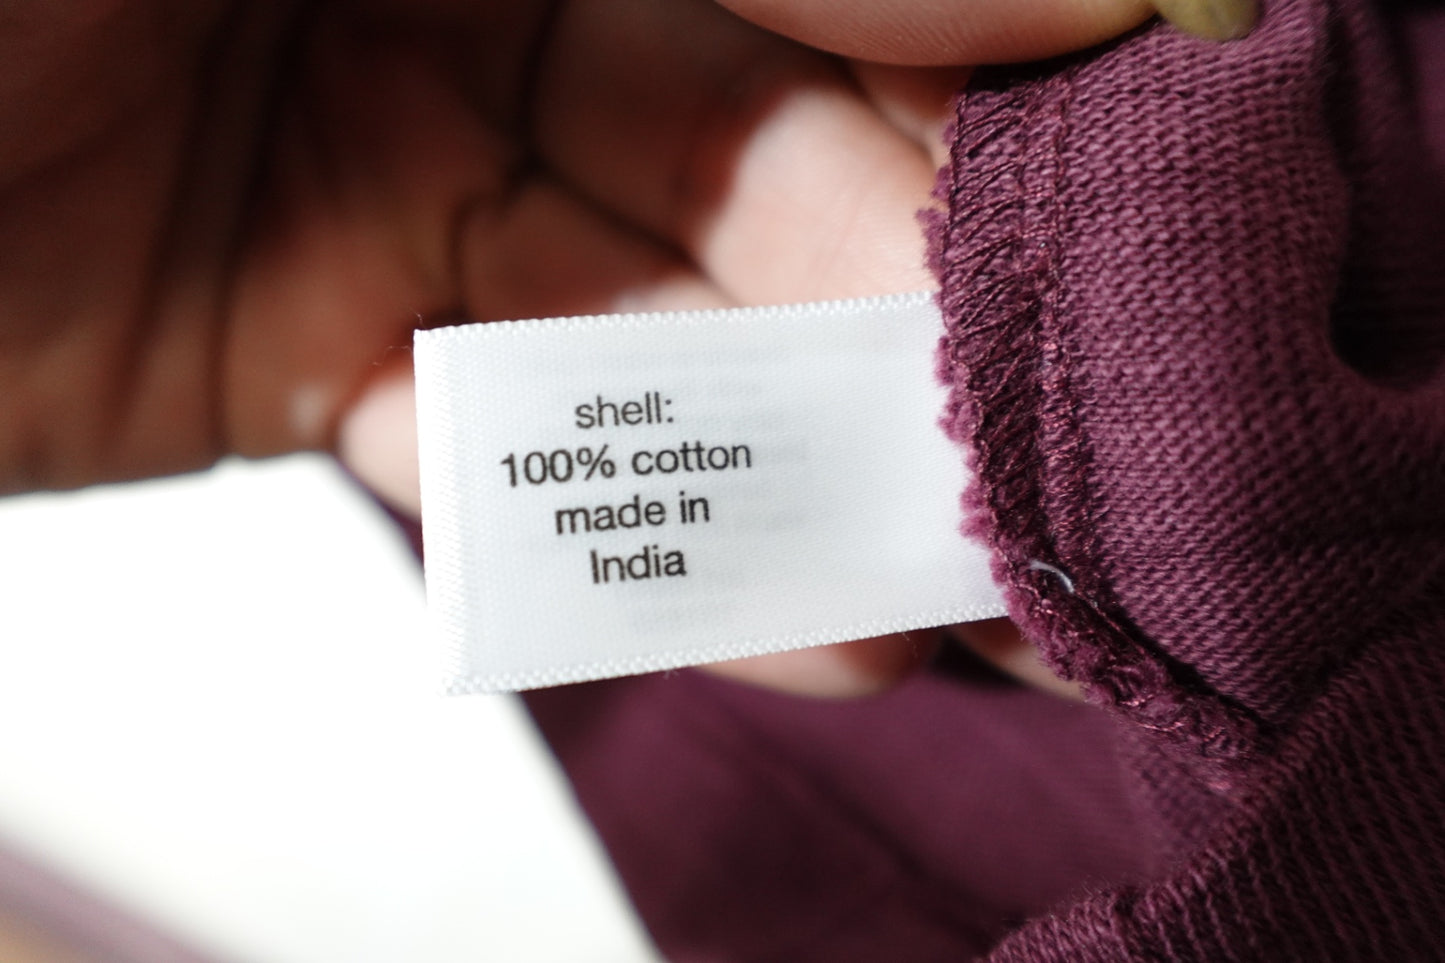 shell:
100% cotton
made in
India